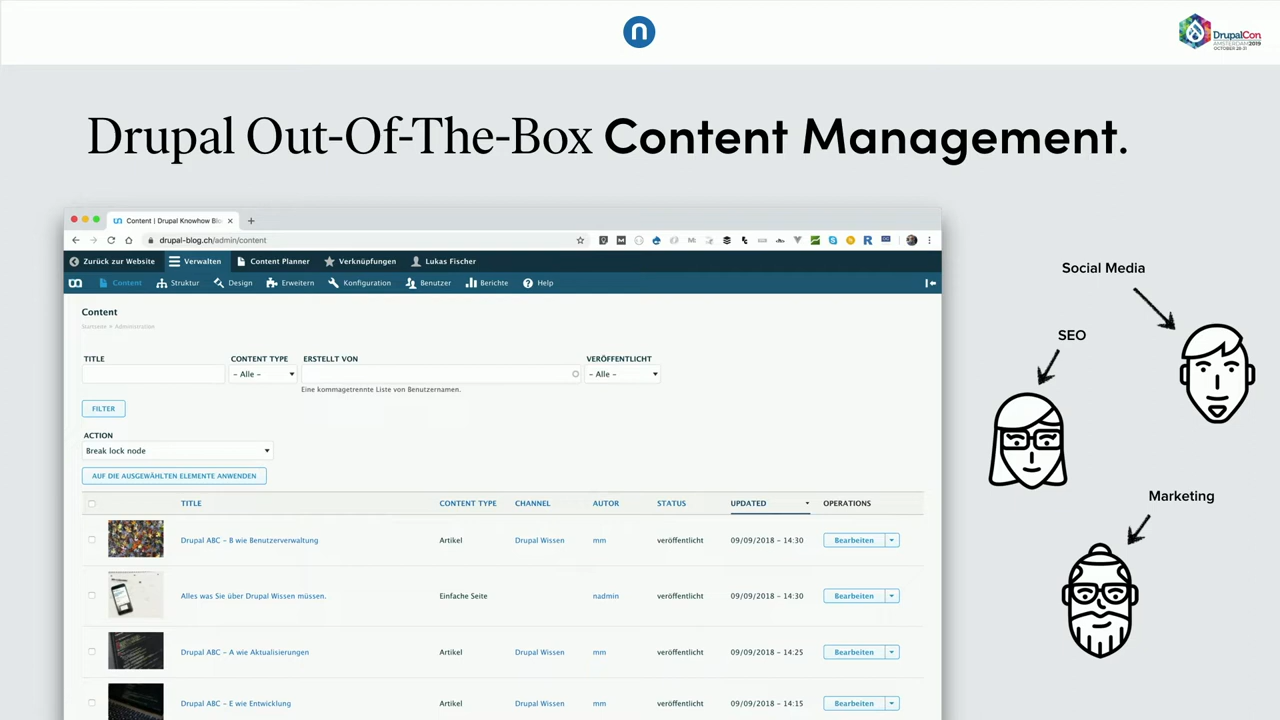 n
DrupalCon
AMSTERDAM 2019
OCTOBER 28-31
Drupal Out-Of-The-Box Content Management.
Content | Drupal Knowhow Blo
drupal-blog.ch/admin/content
Zurück zur Website Verwalten Content Planner Verknüpfungen Lukas Fischer
Content Struktur Design Erweitern Konfiguration Benutzer Berichte Help
Content
Startseite » Administration
TITLE CONTENT TYPE ERSTELLT VON VERÖFFENTLICHT
- Alle - - Alle -
Eine kommagetrennte Liste von Benutzernamen.
FILTER
ACTION
Break lock node
AUF DIE AUSGEWÄHLTEN ELEMENTE ANWENDEN
TITLE CONTENT TYPE CHANNEL AUTOR STATUS UPDATED OPERATIONS
Drupal ABC - B wie Benutzerverwaltung Artikel Drupal Wissen mm veröffentlicht 09/09/2018 - 14:30 Bearbeiten
Alles was Sie über Drupal Wissen müssen. Einfache Seite nadmin veröffentlicht 09/09/2018 - 14:30 Bearbeiten
Drupal ABC - A wie Aktualisierungen Artikel Drupal Wissen mm veröffentlicht 09/09/2018 - 14:25 Bearbeiten
Drupal ABC - E wie Entwicklung Artikel Drupal Wissen mm veröffentlicht 09/09/2018 - 14:15 Bearbeiten
Social Media
SEO
Marketing